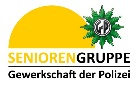 SENIORENGRUPPE
Gewerkschaft der Polizei